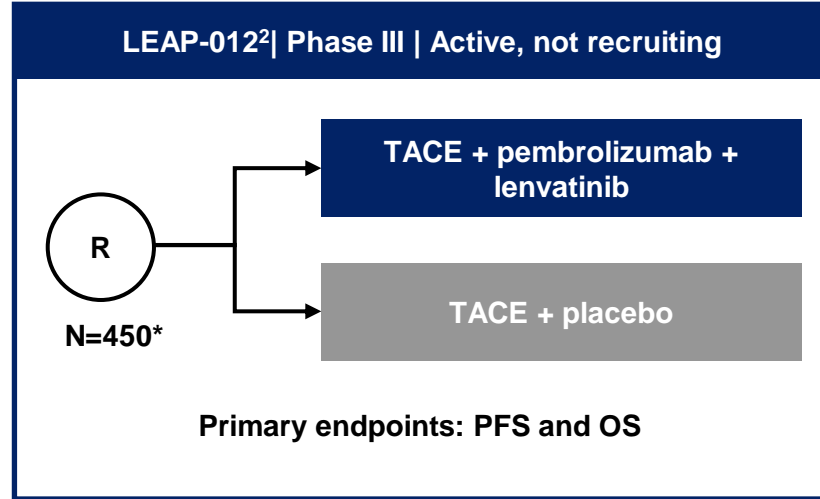 LEAP-012²| Phase III | Active, not recruiting
TACE + pembrolizumab +
lenvatinib
R
N=450*
TACE + placebo
Primary endpoints: PFS and OS